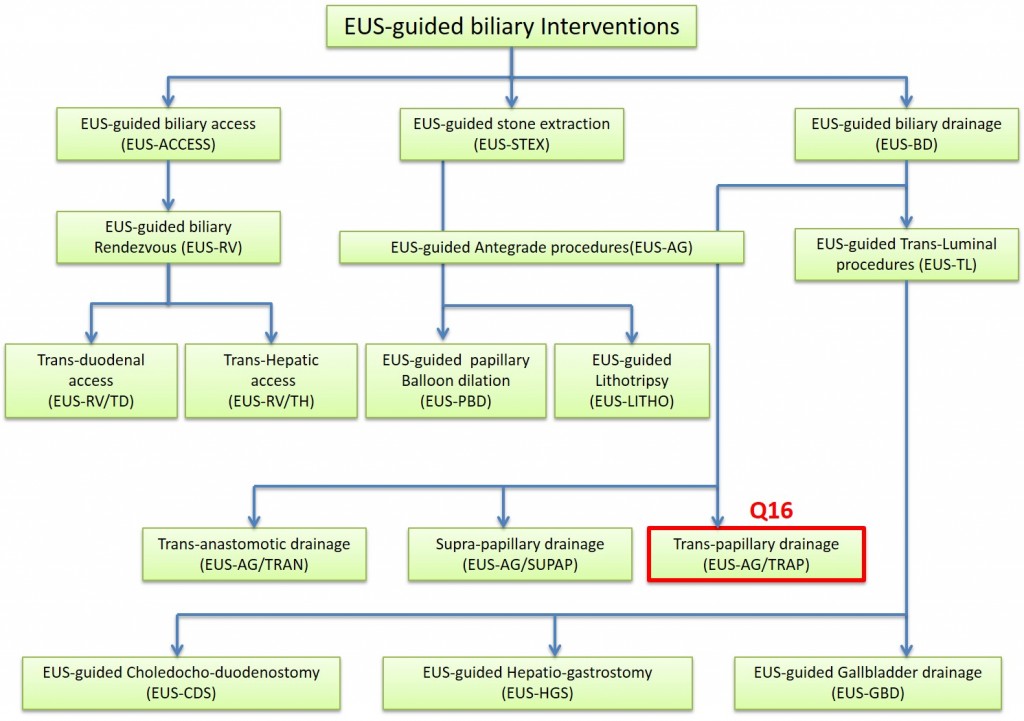 EUS-guided biliary Interventions
EUS-guided biliary access
(EUS-ACCESS)
EUS-guided stone extraction
(EUS-STEX)
EUS-guided biliary drainage
(EUS-BD)
EUS-guided biliary
Rendezvous (EUS-RV)
EUS-guided Antegrade procedures(EUS-AG)
EUS-guided Trans-Luminal
procedures (EUS-TL)
Trans-duodenal
access
(EUS-RV/TD)
Trans-Hepatic
access
(EUS-RV/TH)
EUS-guided papillary
Balloon dilation
(EUS-PBD)
EUS-guided
Lithotripsy
(EUS-LITHO)
Q16
Trans-anastomotic drainage
(EUS-AG/TRAN)
Supra-papillary drainage
(EUS-AG/SUPAP)
Trans-papillary drainage
(EUS-AG/TRAP)
EUS-guided Choledocho-duodenostomy
(EUS-CDS)
EUS-guided Hepatio-gastrostomy
(EUS-HGS)
EUS-guided Gallbladder drainage
(EUS-GBD)